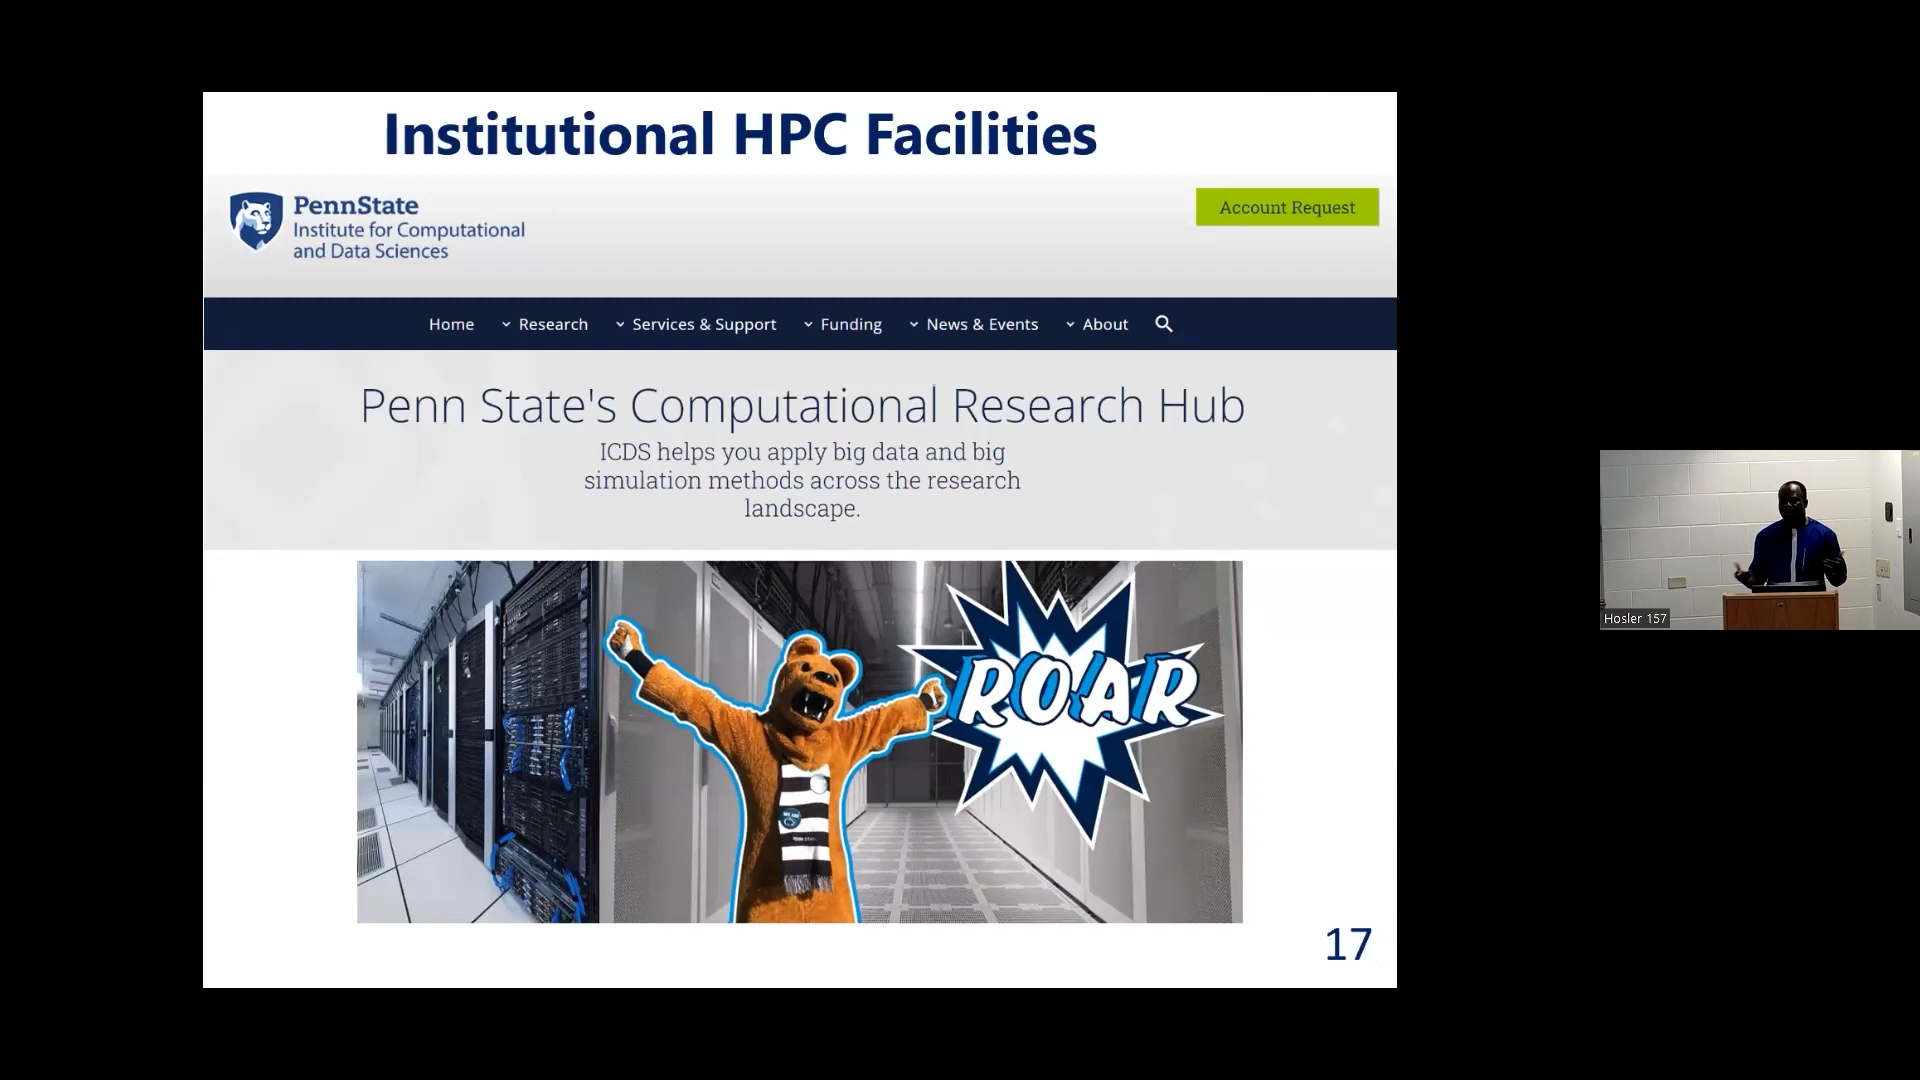 Institutional HPC Facilities
PennState
Institute for Computational
and Data Sciences
Account Request
Home Research Services & Support Funding News & Events About
Penn State's Computational Research Hub
ICDS helps you apply big data and big
simulation methods across the research
landscape.
ROAR
17
Hosler 157